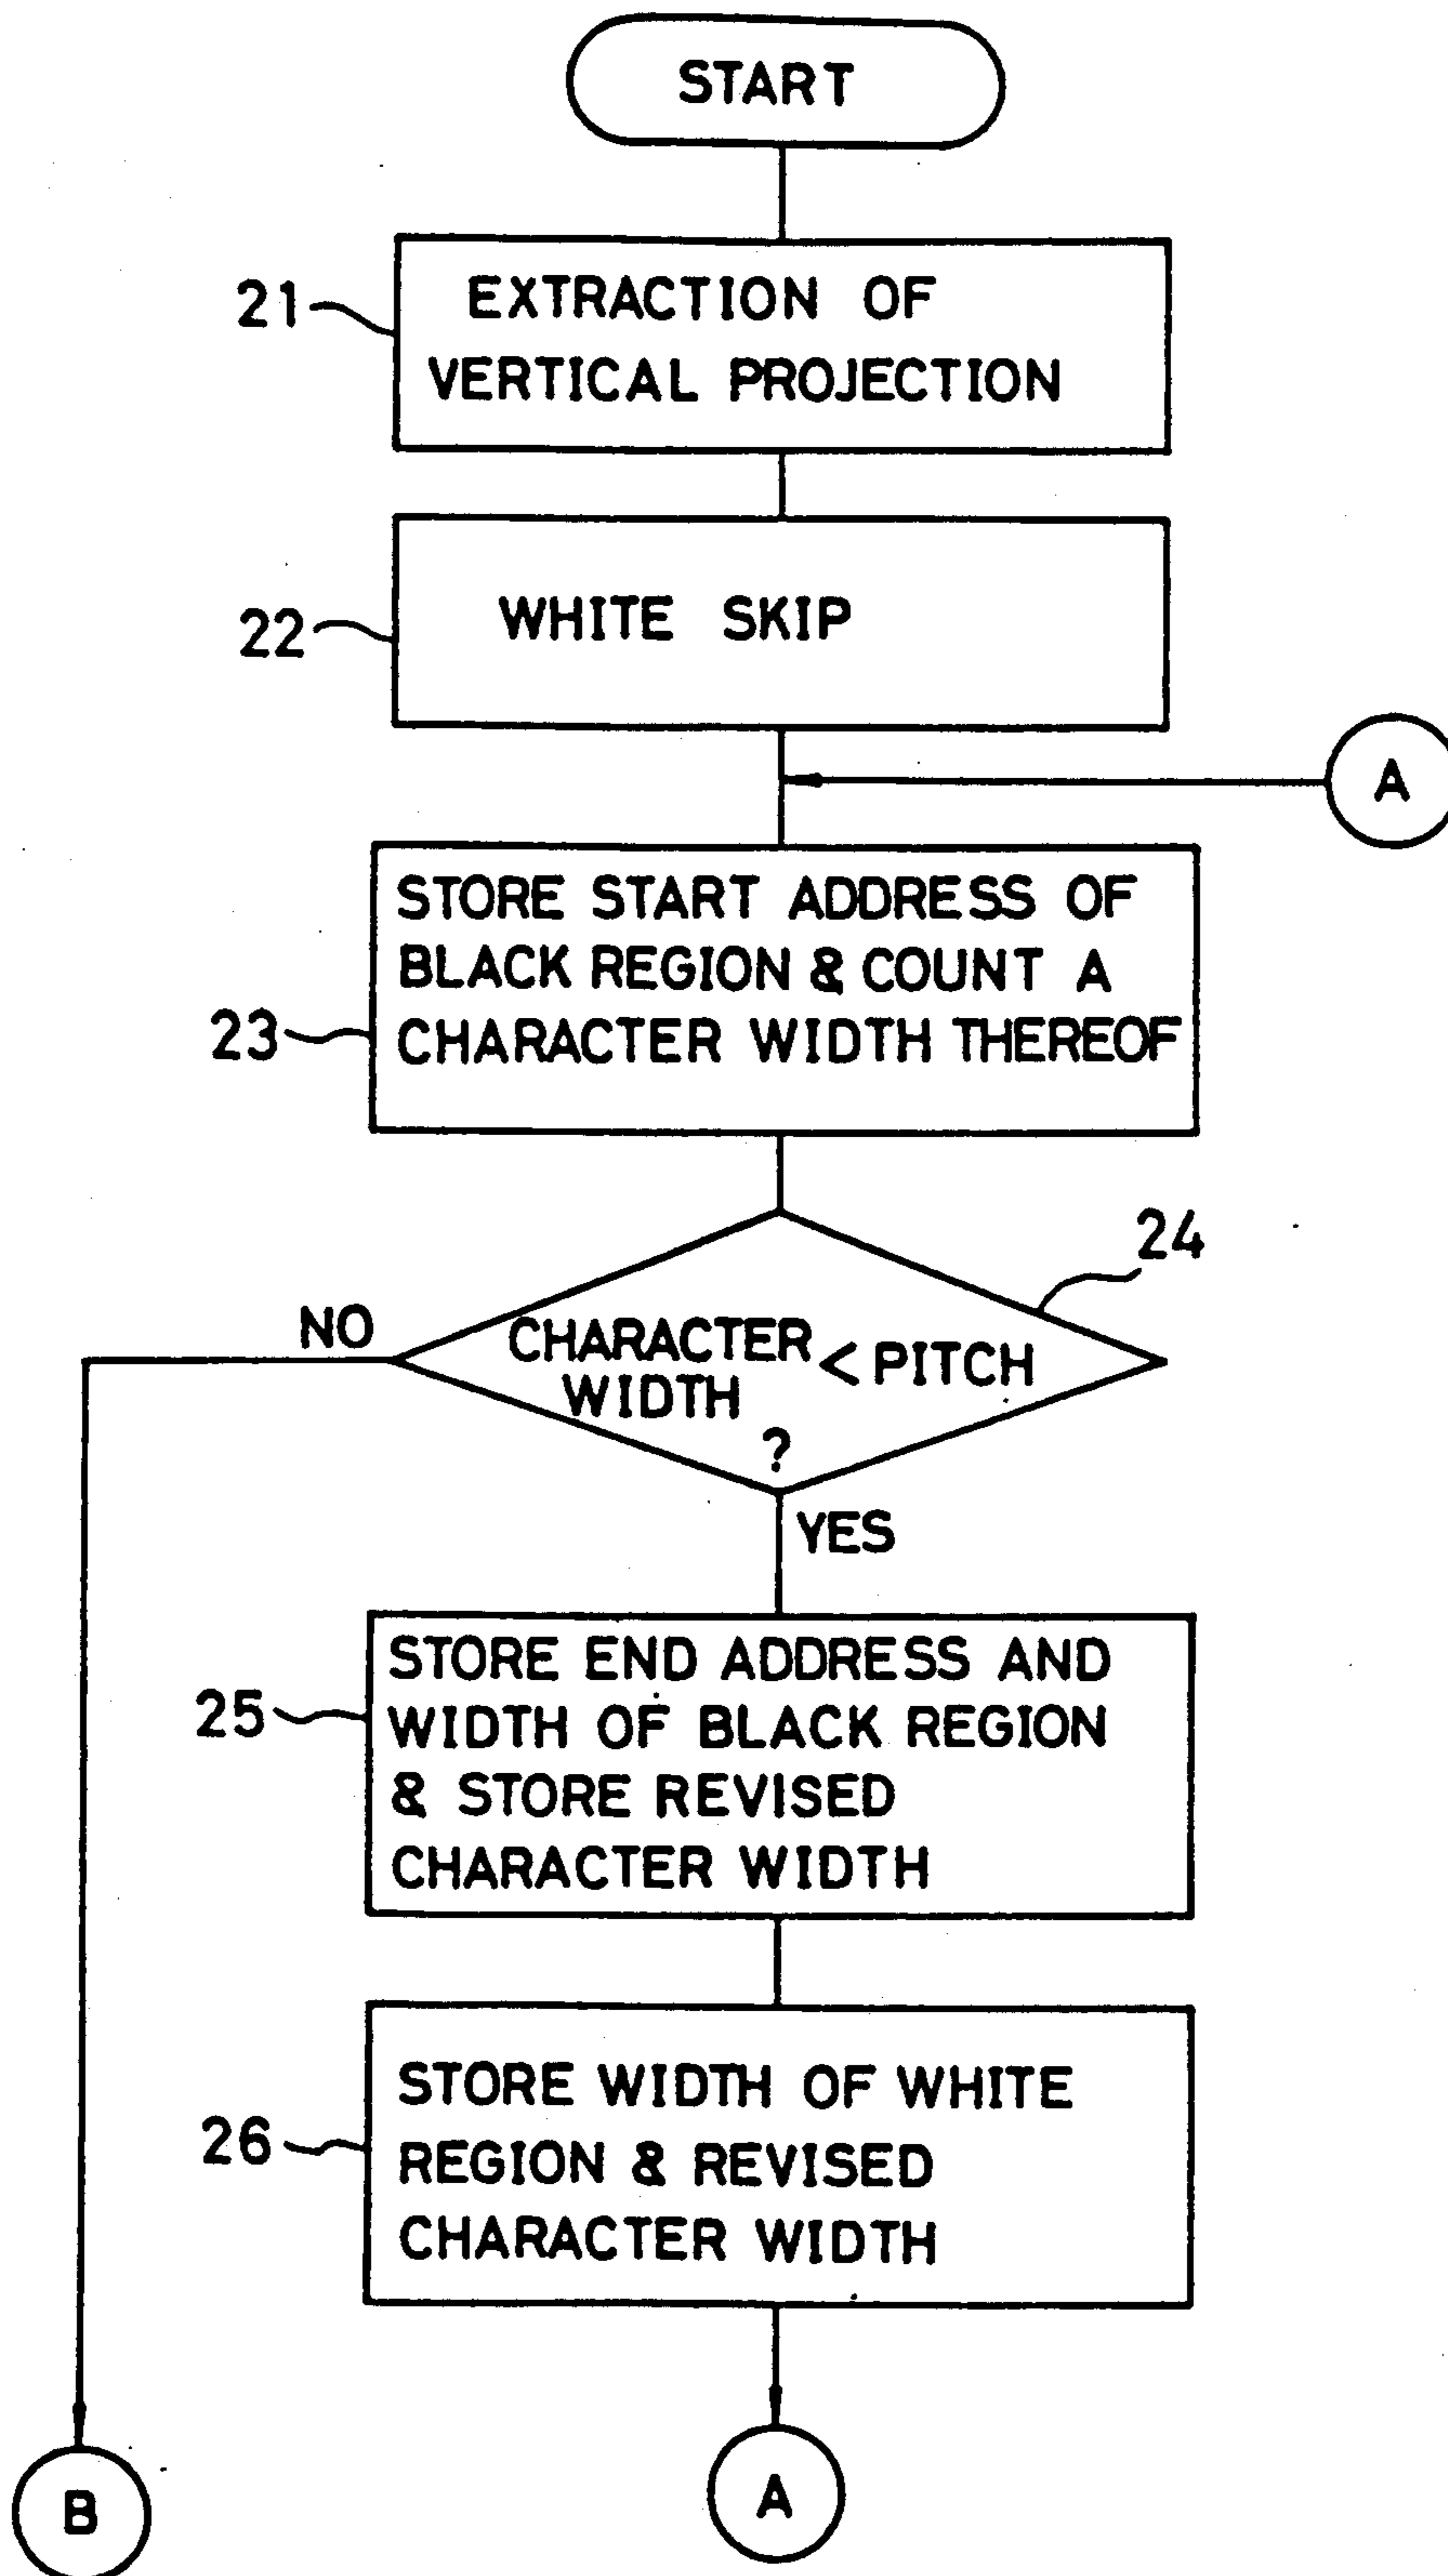 START
21
EXTRACTION OF
VERTICAL PROJECTION
22
WHITE SKIP
A
STORE START ADDRESS OF
BLACK REGION & COUNT A
23
CHARACTER WIDTH THEREOF
24
NO
CHARACTER
WIDTH
< PITCH
?
YES
STORE END ADDRESS AND
25
WIDTH OF BLACK REGION
& STORE REVISED
CHARACTER WIDTH
STORE WIDTH OF WHITE
26
REGION & REVISED
CHARACTER WIDTH
B
A